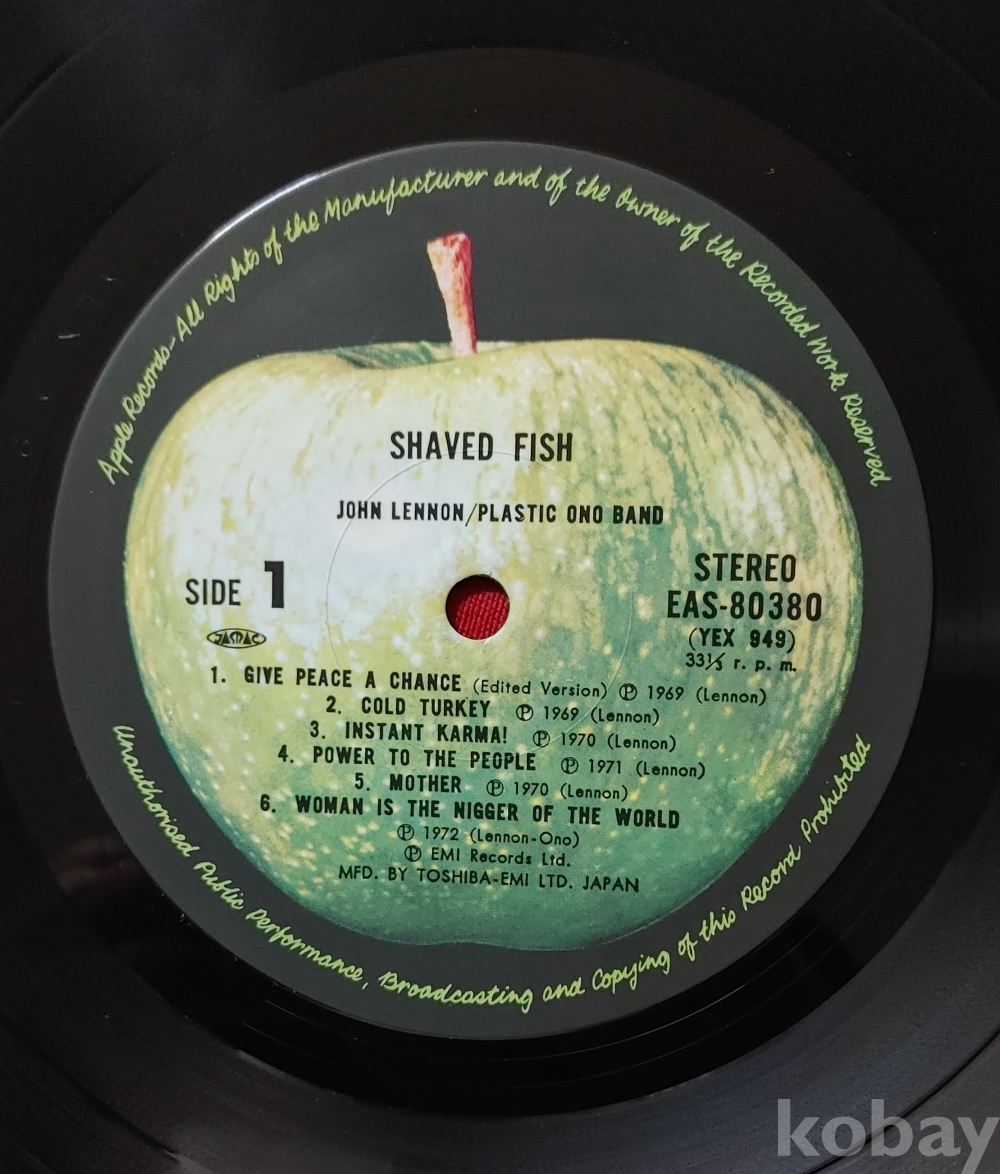 Apple Records-All Rights of the Manufacturer and of the Owner of the Recorded Work Reserved
SHAVED FISH
JOHN LENNON/PLASTIC ONO BAND
SIDE 1
STEREO
EAS-80380
(YEX 949)
33⅓ r. p. m.
JASRAC
1. GIVE PEACE A CHANCE (Edited Version) ℗ 1969 (Lennon)
2. COLD TURKEY ℗ 1969 (Lennon)
3. INSTANT KARMA! ℗ 1970 (Lennon)
4. POWER TO THE PEOPLE ℗ 1971 (Lennon)
5. MOTHER ℗ 1970 (Lennon)
6. WOMAN IS THE NIGGER OF THE WORLD
℗ 1972 (Lennon-Ono)
℗ EMI Records Ltd.
MFD. BY TOSHIBA-EMI LTD. JAPAN
Unauthorised Public Performance, Broadcasting and Copying of this Record Prohibited
kobay